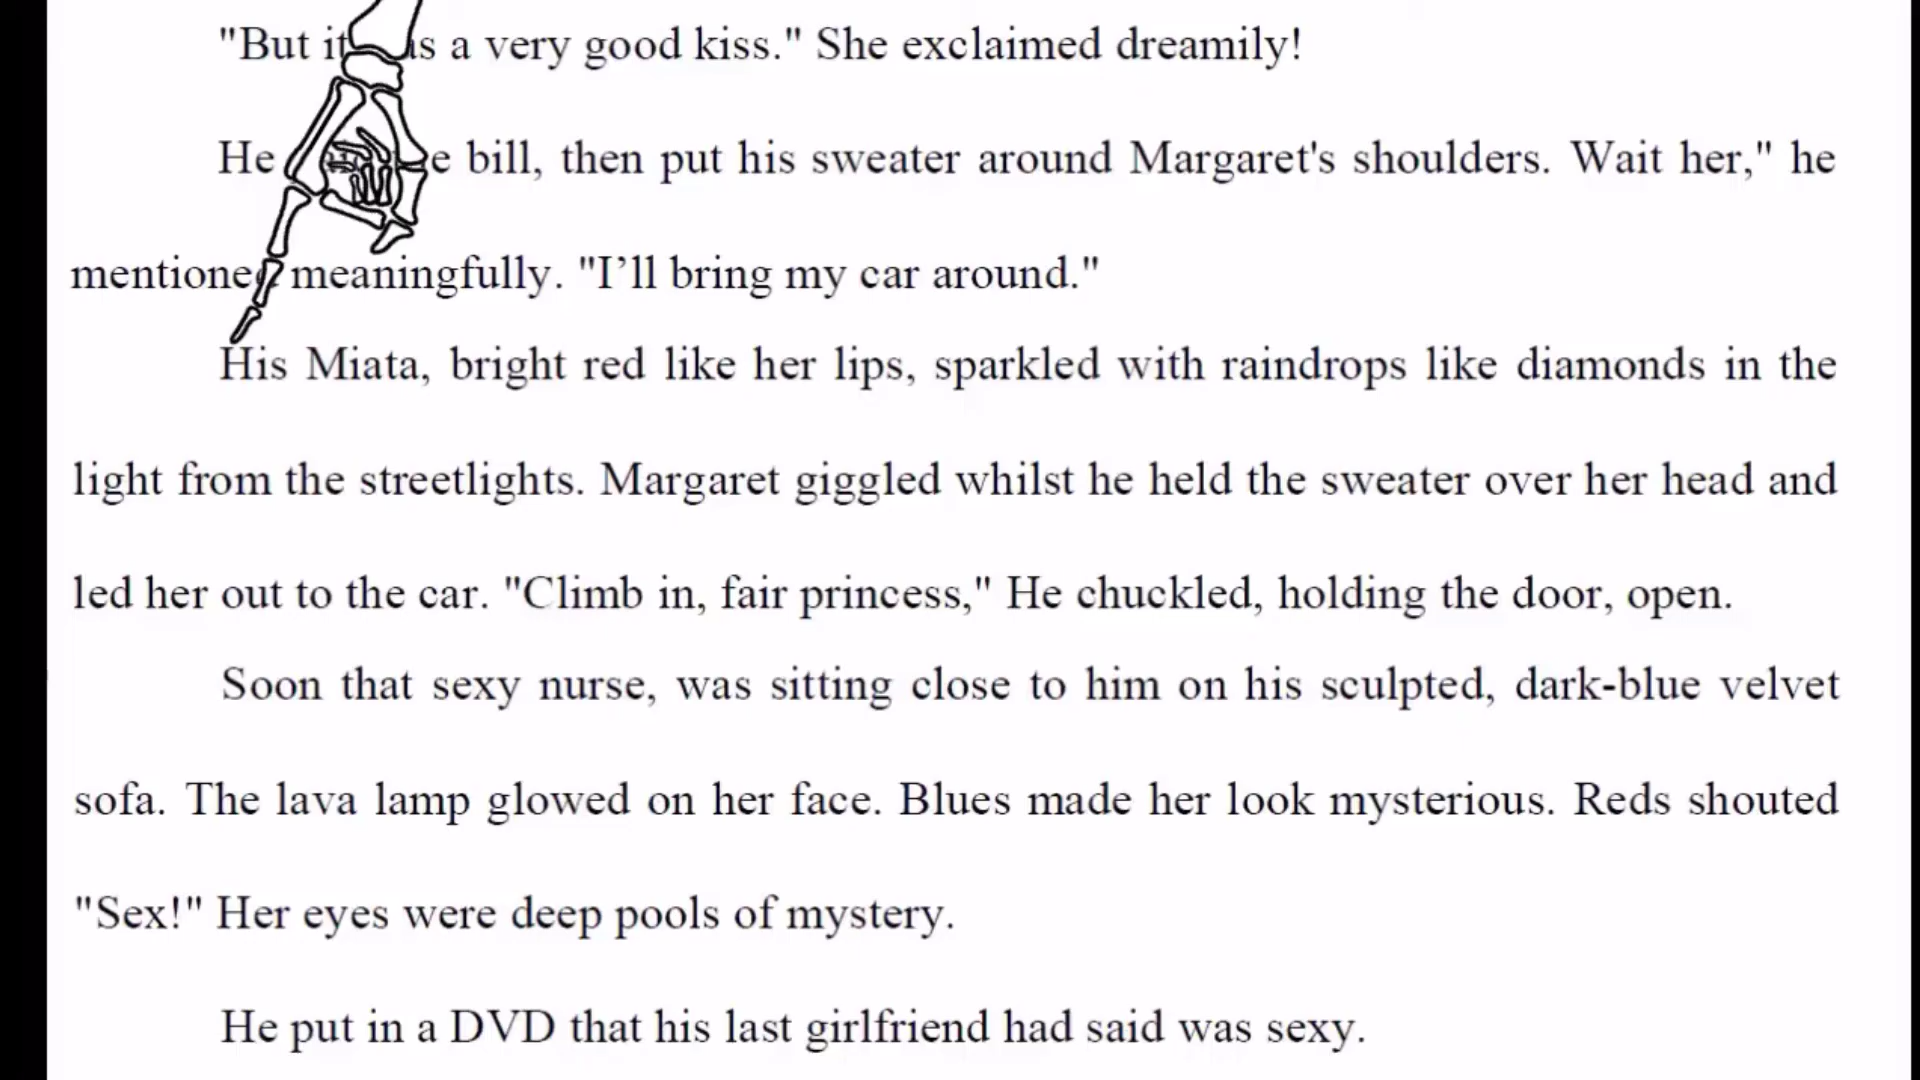 "But it a very good kiss." She exclaimed dreamily!
He bill, then put his sweater around Margaret's shoulders. Wait her," he
mentioned meaningfully. "I’ll bring my car around."
His Miata, bright red like her lips, sparkled with raindrops like diamonds in the
light from the streetlights. Margaret giggled whilst he held the sweater over her head and
led her out to the car. "Climb in, fair princess," He chuckled, holding the door, open.
Soon that sexy nurse, was sitting close to him on his sculpted, dark-blue velvet
sofa. The lava lamp glowed on her face. Blues made her look mysterious. Reds shouted
"Sex!" Her eyes were deep pools of mystery.
He put in a DVD that his last girlfriend had said was sexy.